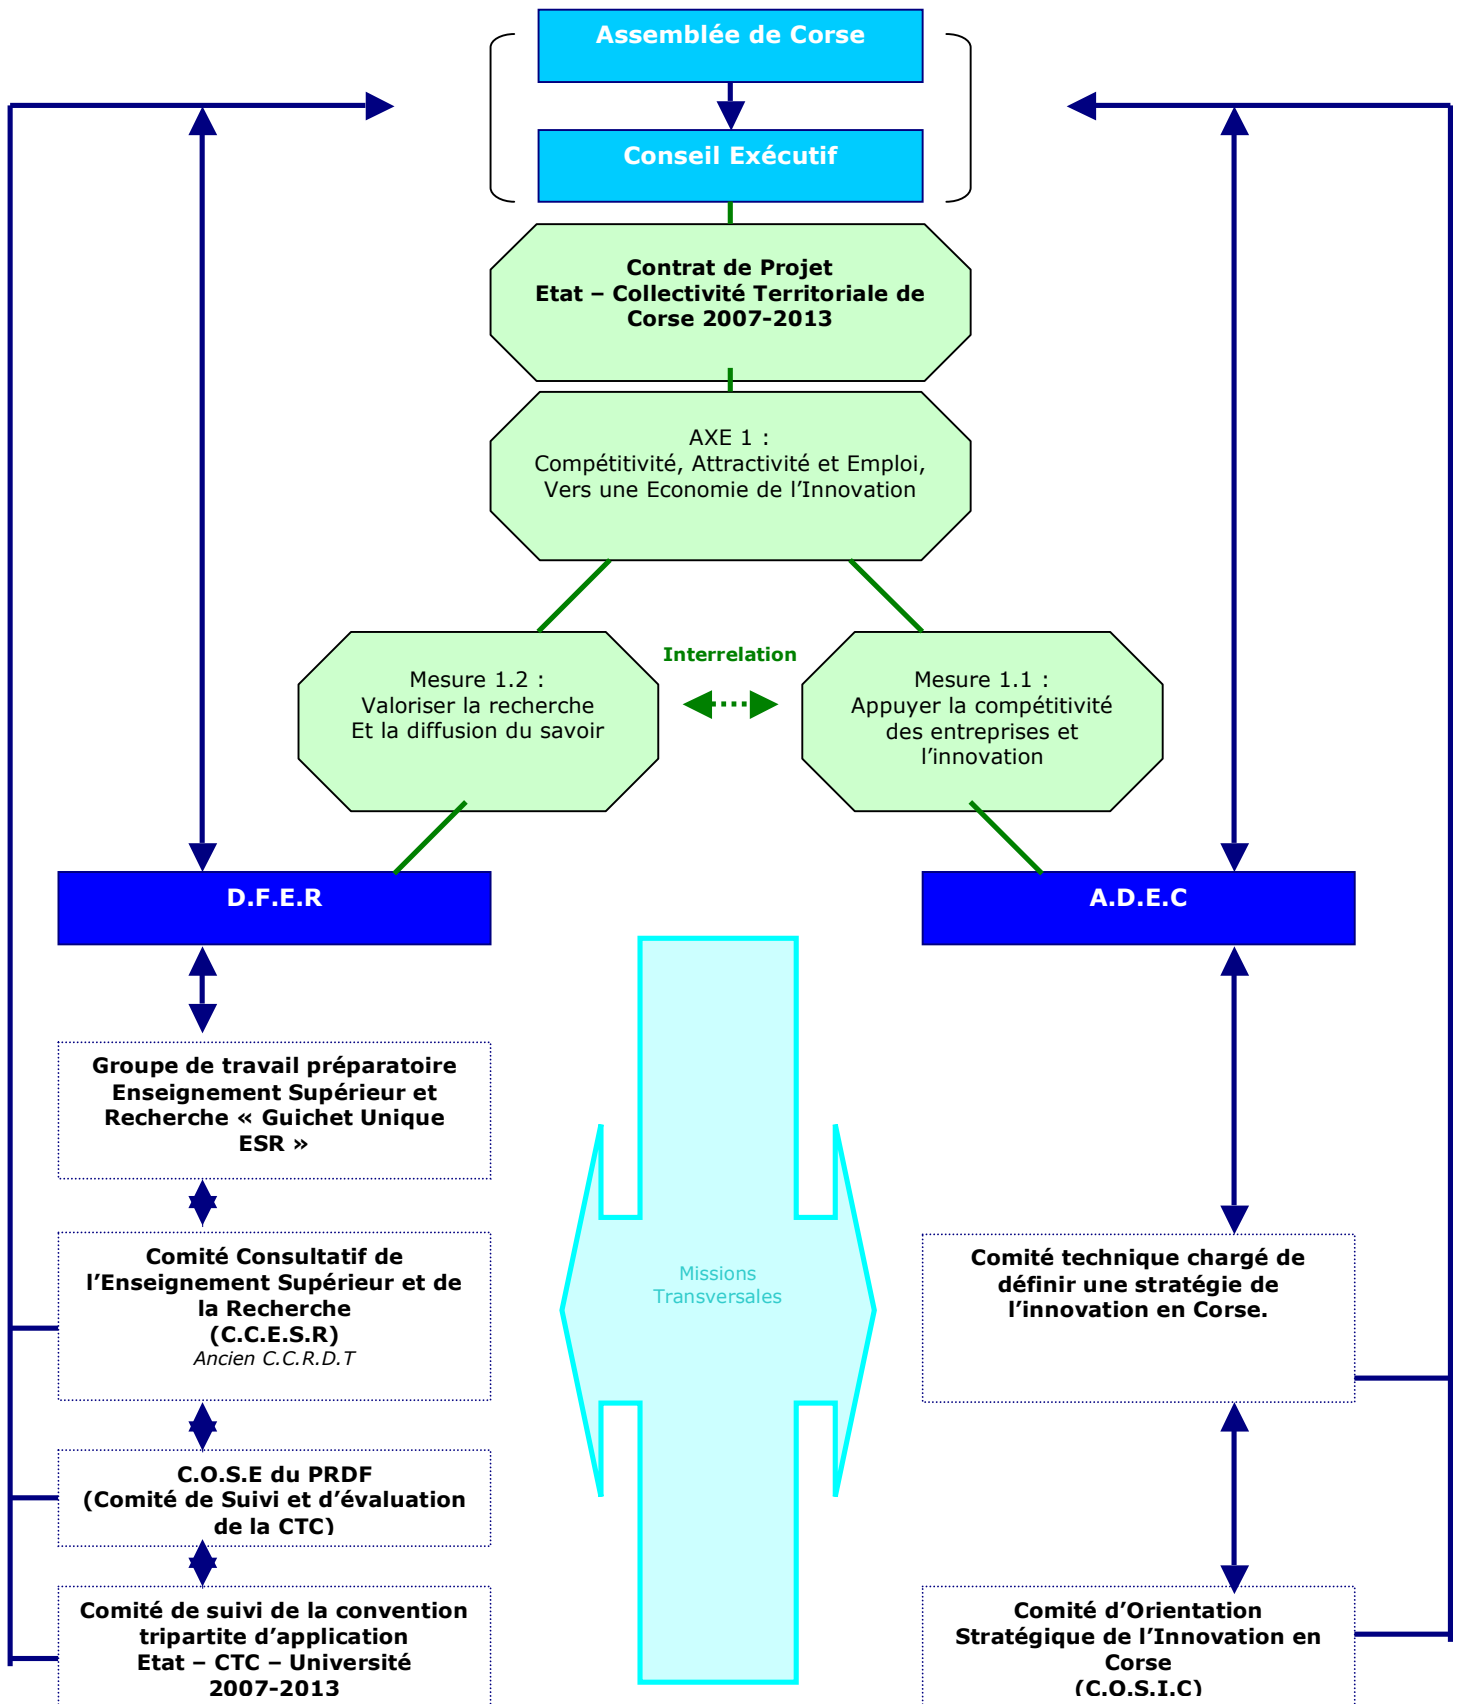 Assemblée de Corse
Conseil Exécutif
Contrat de Projet
Etat – Collectivité Territoriale de
Corse 2007-2013
AXE 1 :
Compétitivité, Attractivité et Emploi,
Vers une Economie de l’Innovation
Interrelation
Mesure 1.2 :
Valoriser la recherche
Et la diffusion du savoir
Mesure 1.1 :
Appuyer la compétitivité
des entreprises et
l’innovation
D.F.E.R
A.D.E.C
Groupe de travail préparatoire
Enseignement Supérieur et
Recherche « Guichet Unique
ESR »
Comité Consultatif de
l’Enseignement Supérieur et de
la Recherche
(C.C.E.S.R)
Ancien C.C.R.D.T
Missions
Transversales
Comité technique chargé de
définir une stratégie de
l’innovation en Corse.
C.O.S.E du PRDF
(Comité de Suivi et d’évaluation
de la CTC)
Comité de suivi de la convention
tripartite d’application
Etat – CTC – Université
2007-2013
Comité d’Orientation
Stratégique de l’Innovation en
Corse
(C.O.S.I.C)